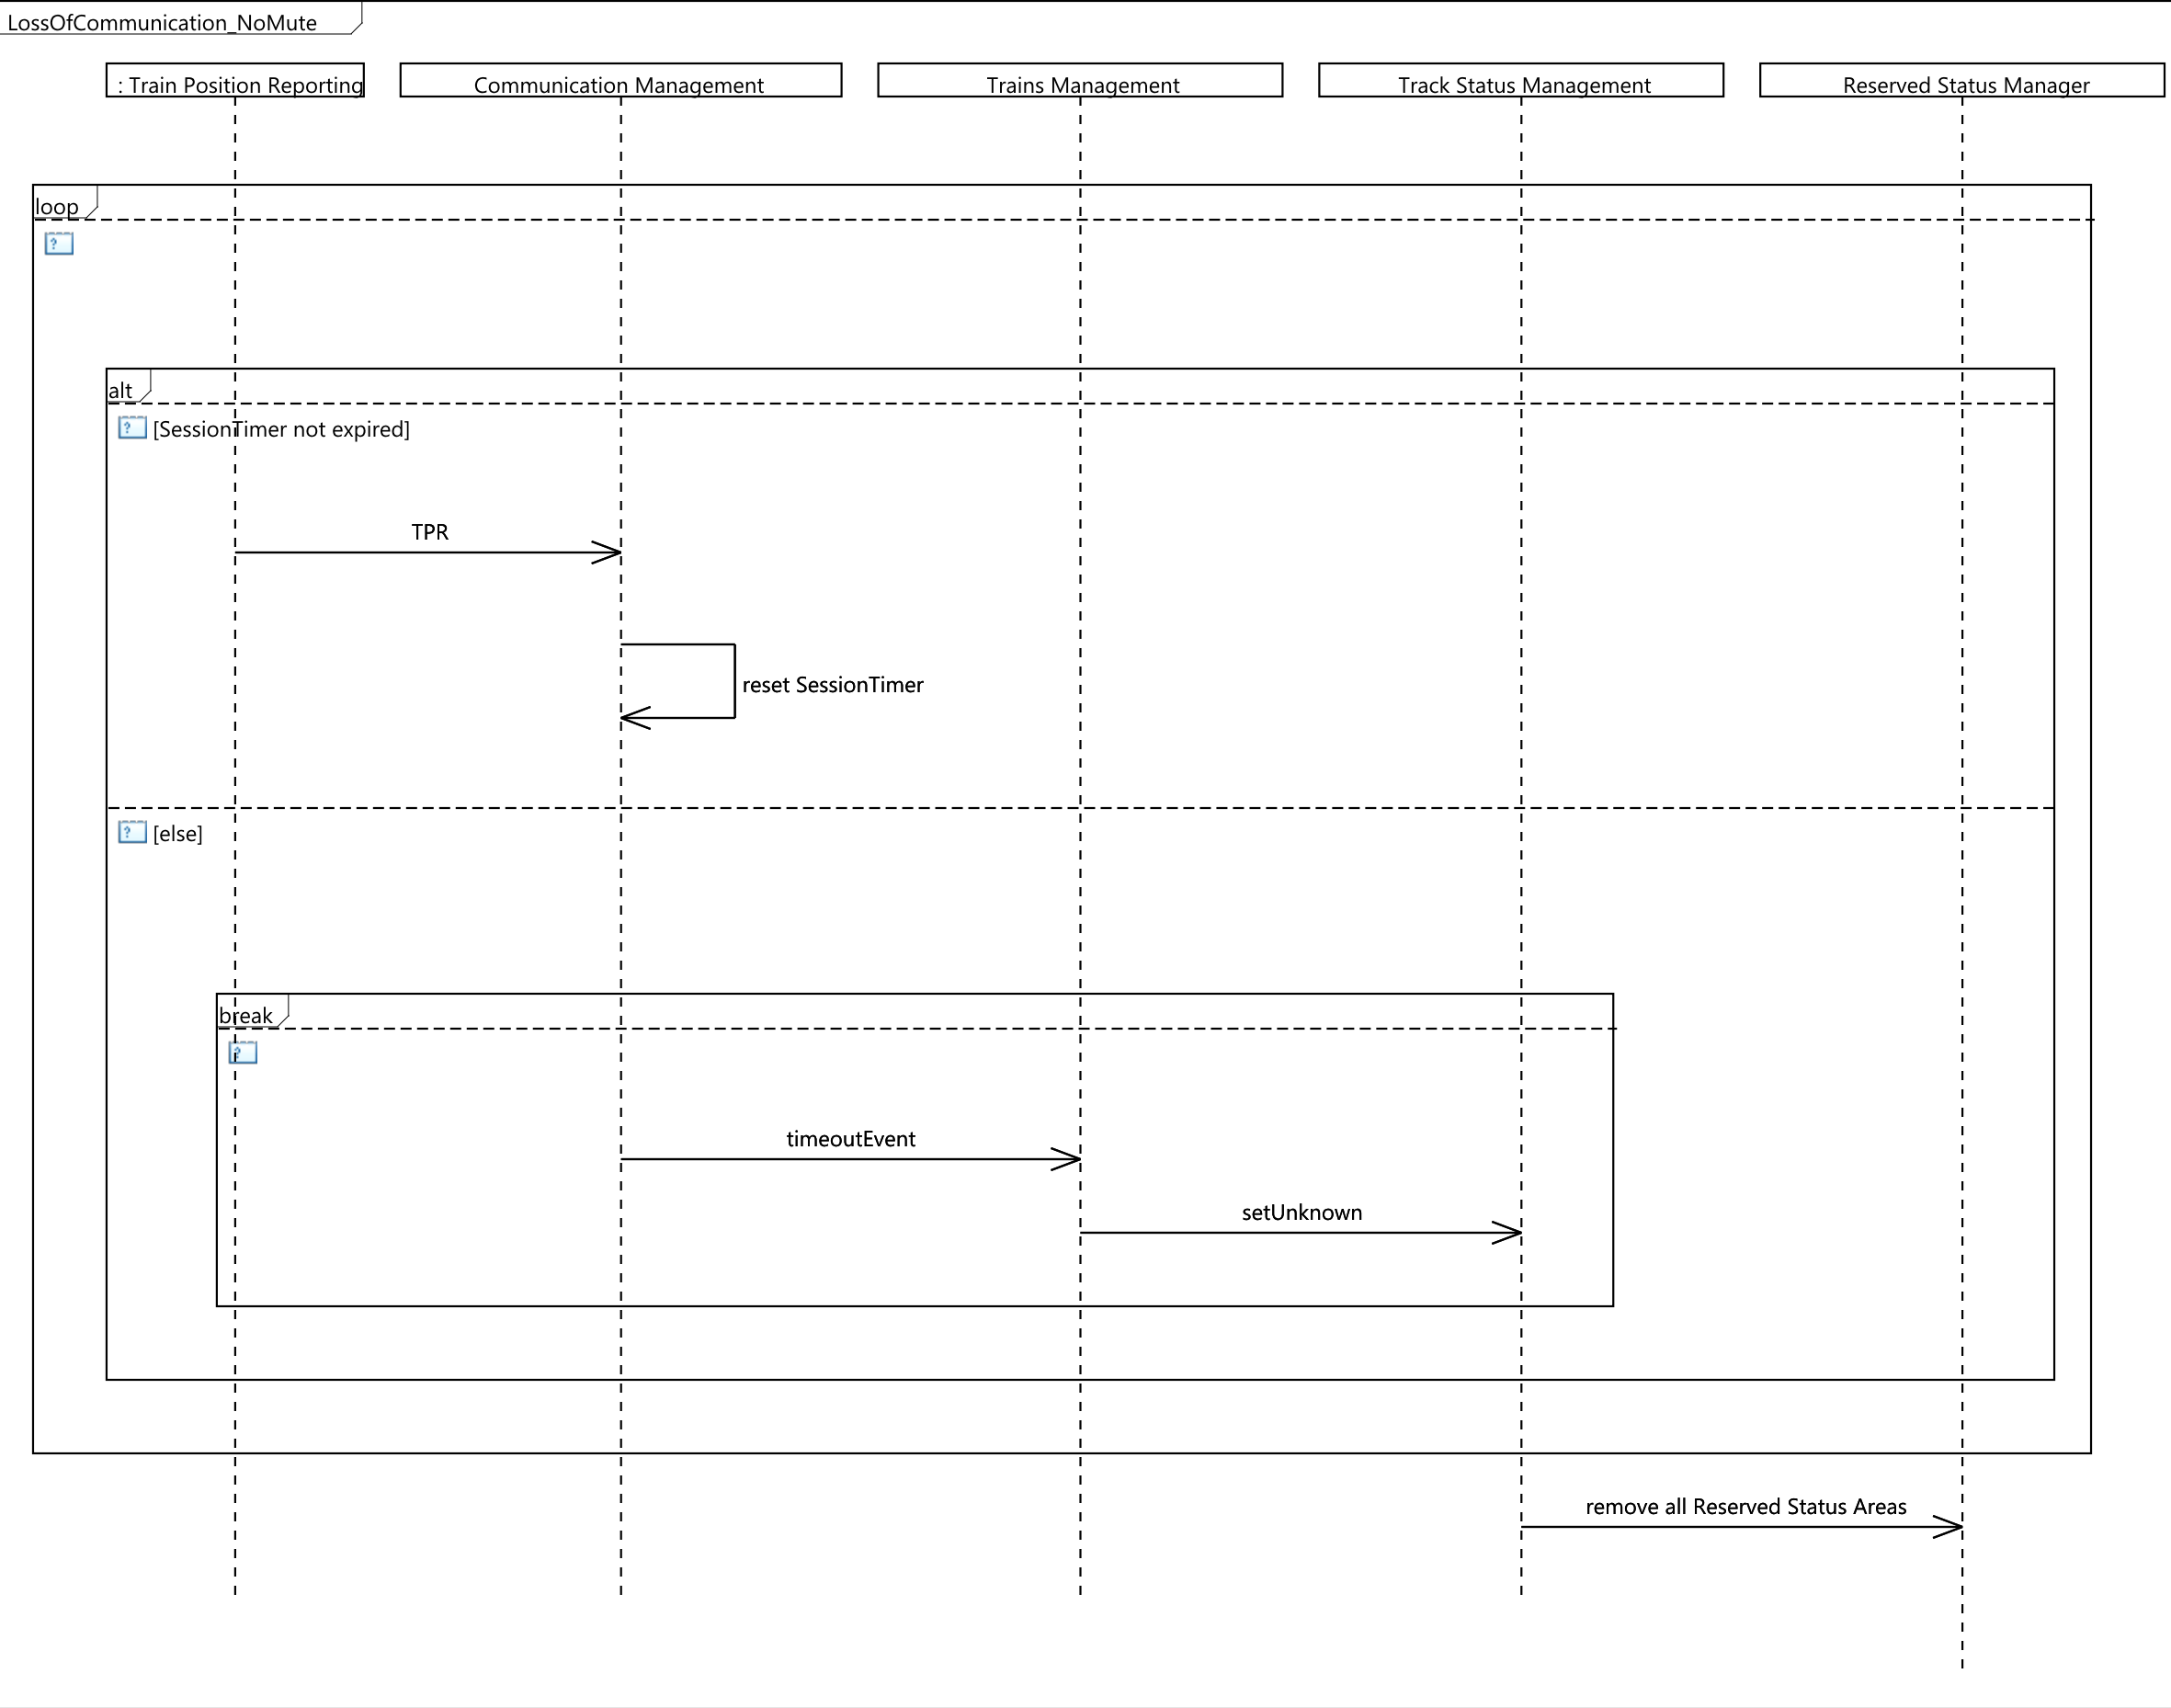 LossOfCommunication_NoMute
: Train Position Reporting
Communication Management
Trains Management
Track Status Management
Reserved Status Manager
loop
?
alt
? [SessionTimer not expired]
TPR
reset SessionTimer
? [else]
break
?
timeoutEvent
setUnknown
remove all Reserved Status Areas